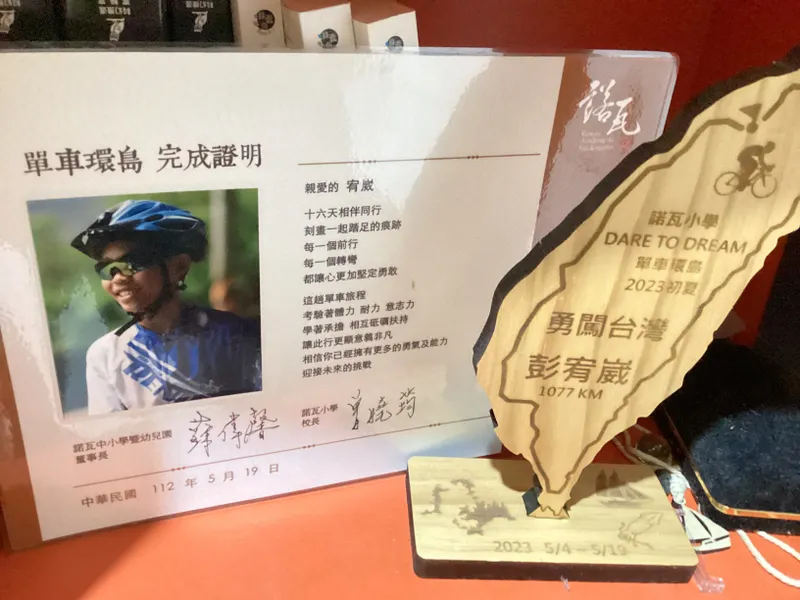 單車環島 完成證明
親愛的 宥崴
十六天相伴同行
刻畫一起踏足的痕跡
每一個前行
每一個轉彎
都讓心更加堅定勇敢
這趟單車旅程
考驗著體力 耐力 意志力
學著承擔 相互砥礪扶持
讓此行更顯意義非凡
相信你已經擁有更多的勇氣及能力
迎接未來的挑戰
諾瓦中小學暨幼兒園
董事長
諾瓦小學
校長
中華民國 112 年 5 月 19 日
諾瓦
諾瓦小學
DARE TO DREAM
單車環島
2023初夏
勇闖台灣
彭宥崴
1077 KM
2023 5/4-5/19